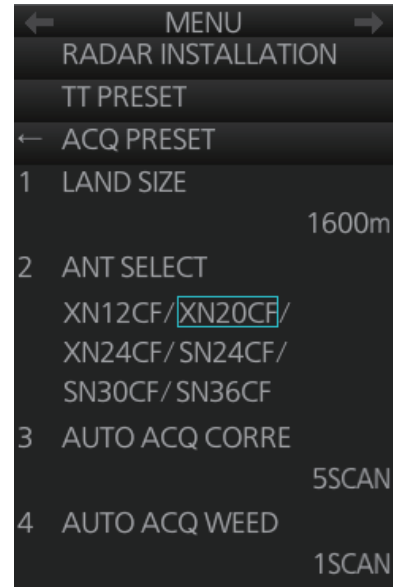 ← MENU →
RADAR INSTALLATION
TT PRESET
← ACQ PRESET
1 LAND SIZE
1600m
2 ANT SELECT
XN12CF/XN20CF/
XN24CF/SN24CF/
SN30CF/SN36CF
3 AUTO ACQ CORRE
5SCAN
4 AUTO ACQ WEED
1SCAN